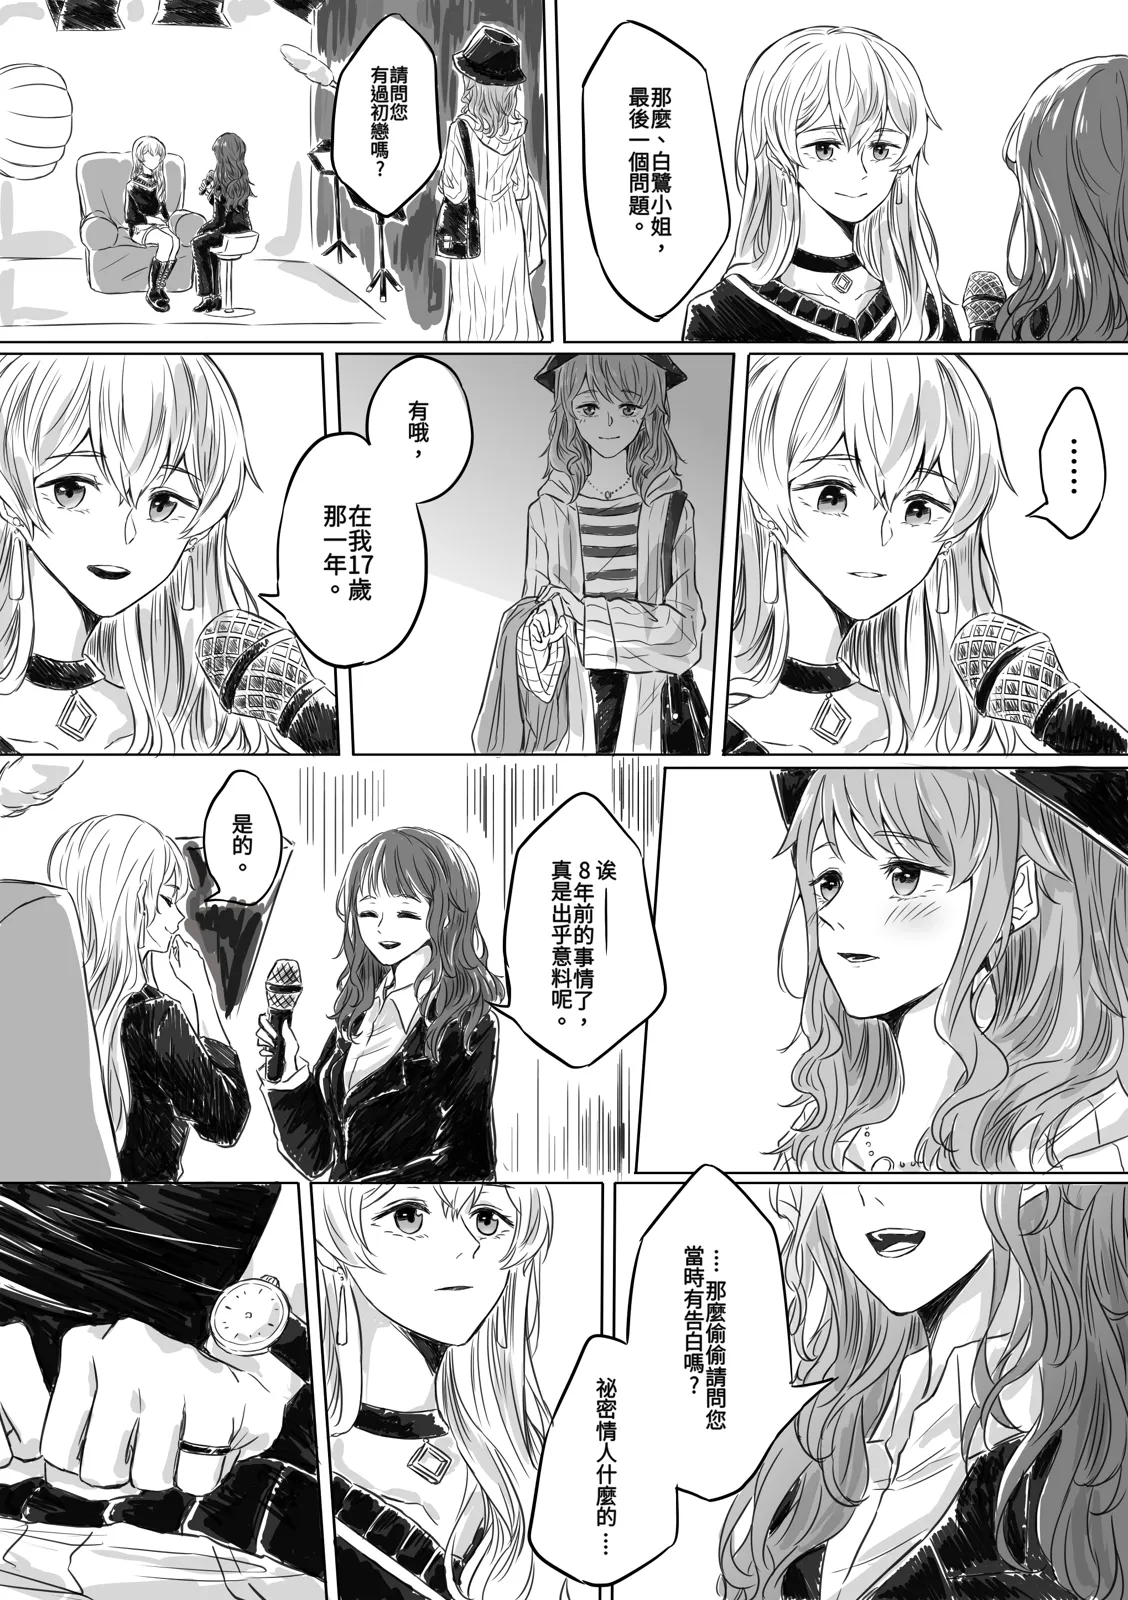 那麼、白鷺小姐，
最後一個問題。
請問您
有過初戀嗎？
⋯⋯
有哦，
在我17歲
那一年。
诶——
8年前的事情了，
真是出乎意料呢。
是的。
⋯⋯那麼偷偷請問您
當時有告白嗎？
祕密情人什麼的⋯⋯